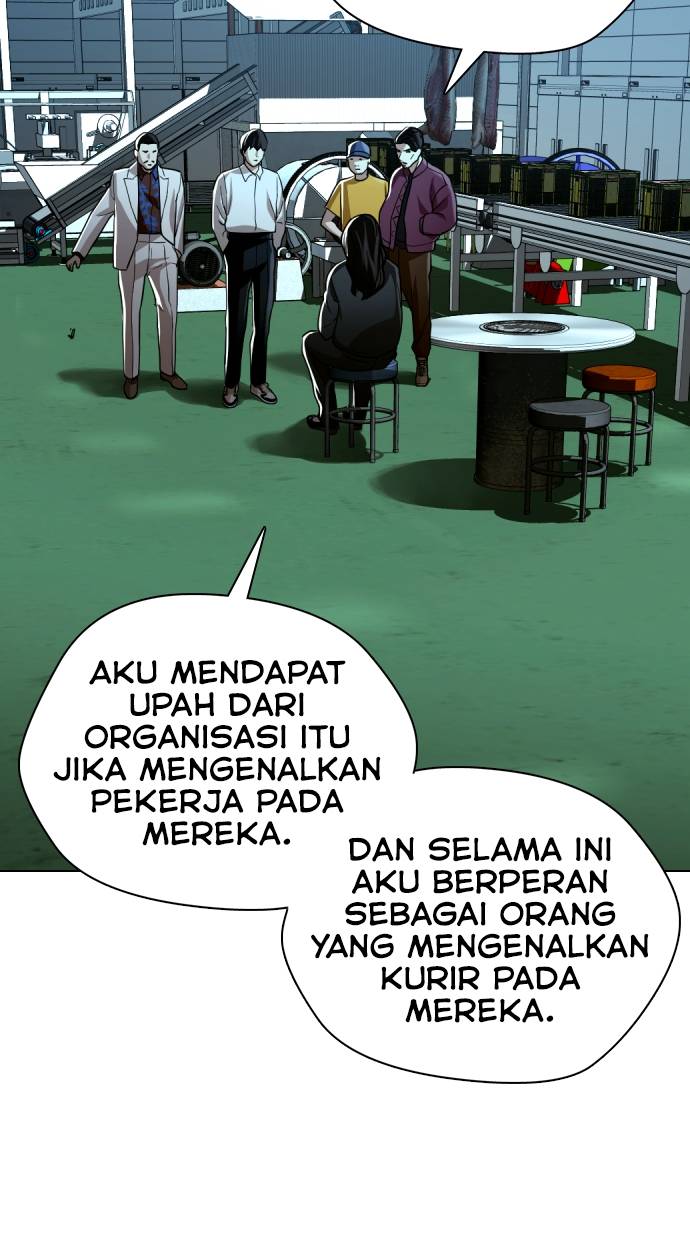 AKU MENDAPAT
UPAH DARI
ORGANISASI ITU
JIKA MENGENALKAN
PEKERJA PADA
MEREKA.
DAN SELAMA INI
AKU BERPERAN
SEBAGAI ORANG
YANG MENGENALKAN
KURIR PADA
MEREKA.